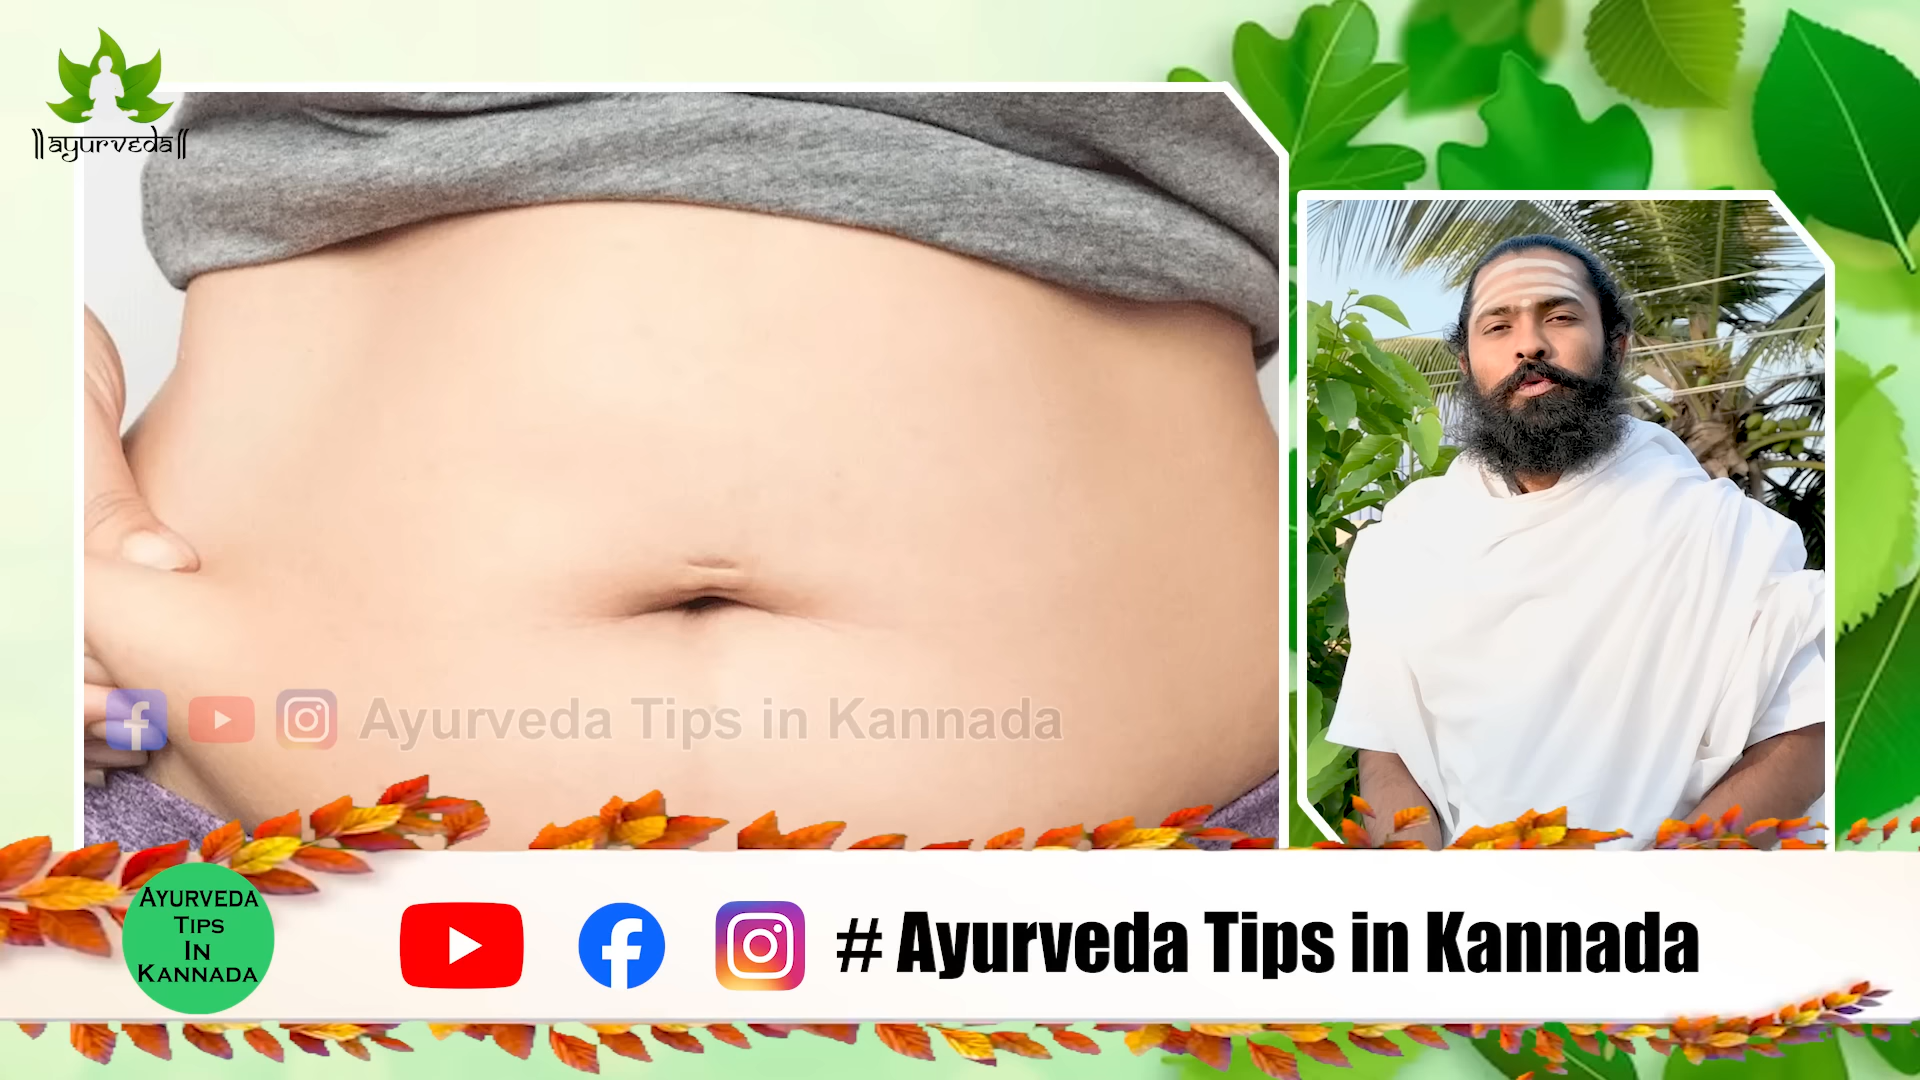 ||ayurveda||
Ayurveda Tips in Kannada
AYURVEDA
TIPS
IN
KANNADA
# Ayurveda Tips in Kannada